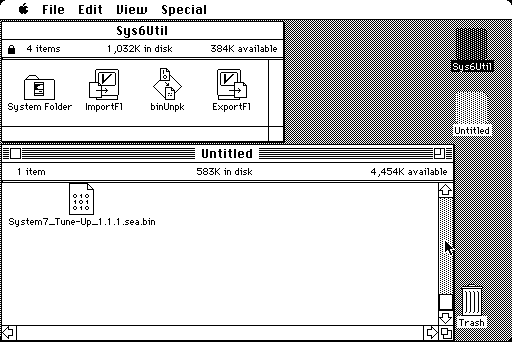 File Edit View Special
Sys6Util
4 items 1,032K in disk 384K available
System Folder ImportFl binUnpk ExportFl
Sys6Util
Untitled
Untitled
1 item 583K in disk 4,454K available
System7_Tune-Up_1.1.1.sea.bin
Trash